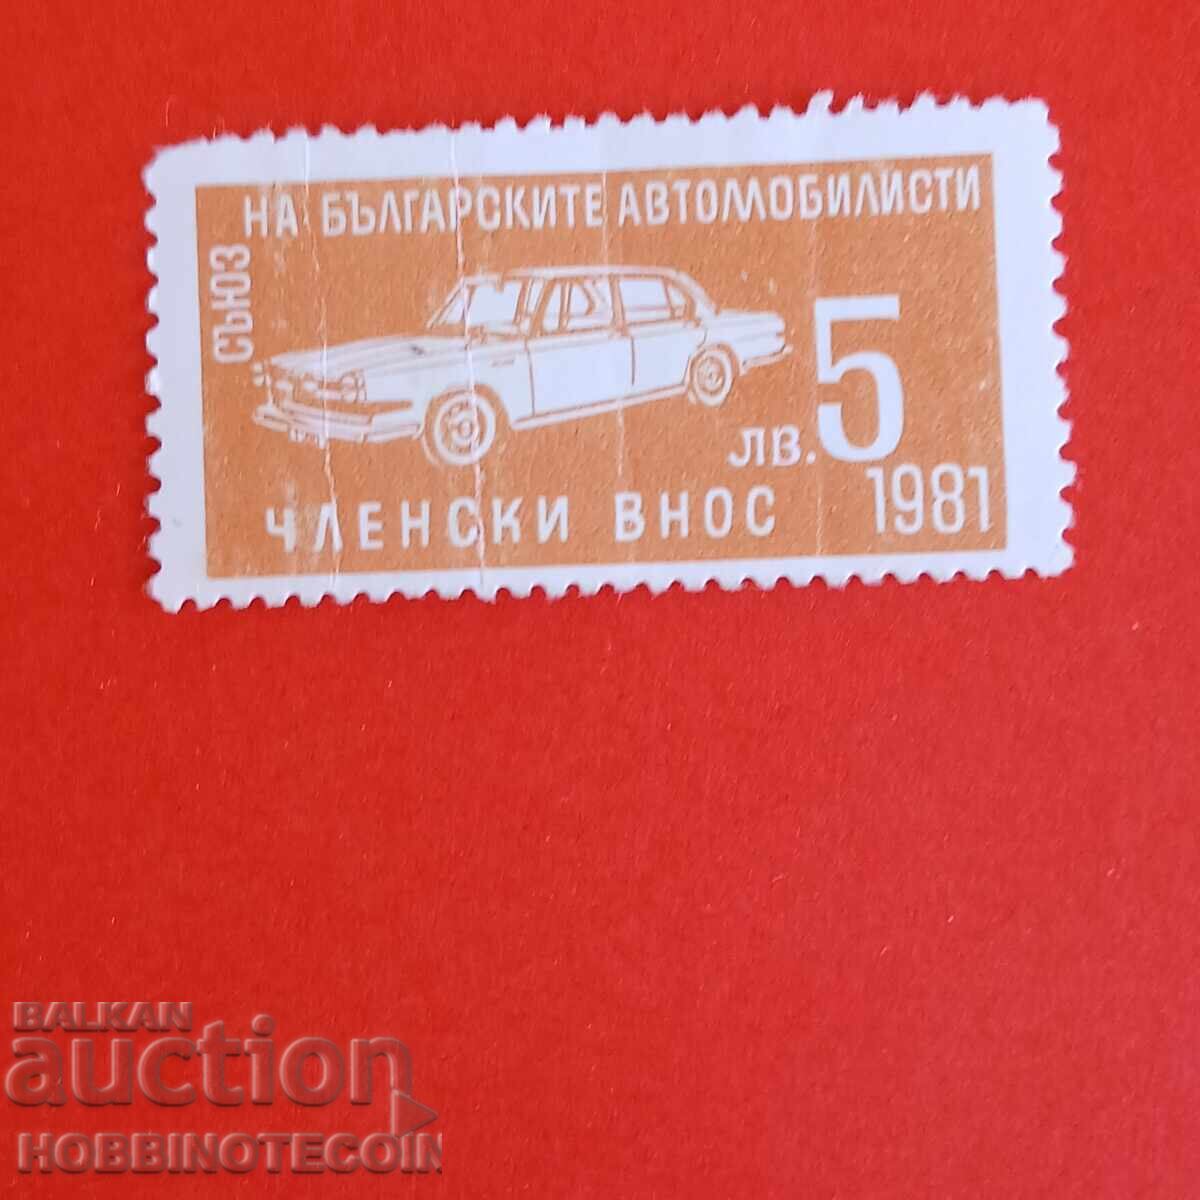 СЪЮЗ
НА БЪЛГАРСКИТЕ АВТОМОБИЛИСТИ
5
лв.
1981
ЧЛЕНСКИ ВНОС
BALKAN
auction
HOBBINOTECOIN